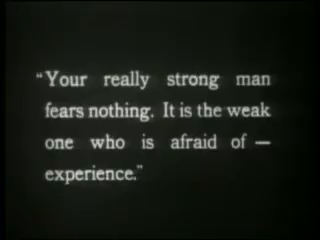 "Your really strong man
fears nothing. It is the weak
one who is afraid of —
experience."